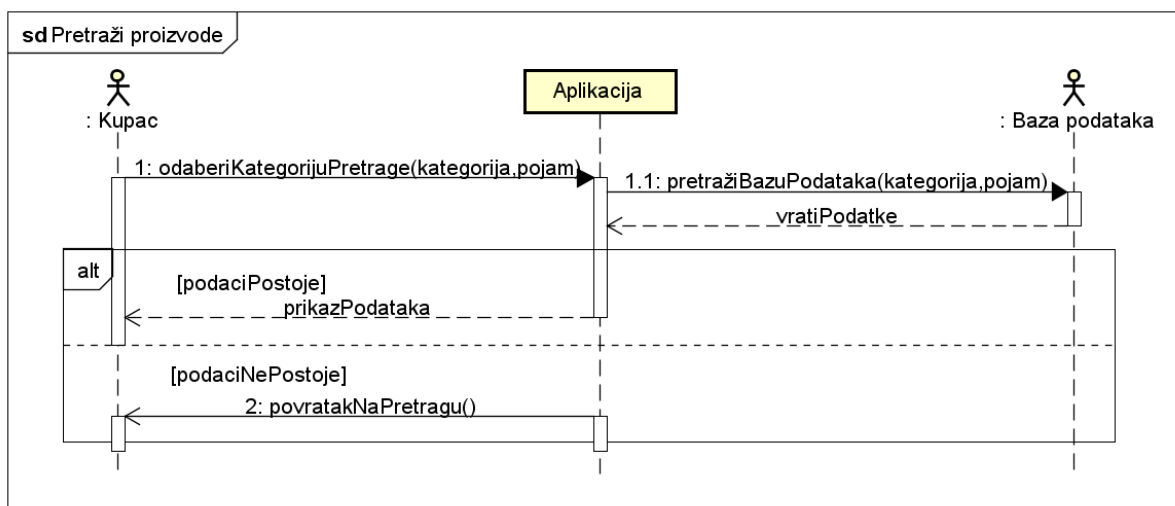 sd Pretraži proizvode
: Kupac
Aplikacija
: Baza podataka
1: odaberiKategorijuPretrage(kategorija,pojam)
1.1: pretražiBazuPodataka(kategorija,pojam)
vratiPodatke
alt
[podaciPostoje]
prikazPodataka
[podaciNePostoje]
2: povratakNaPretragu()